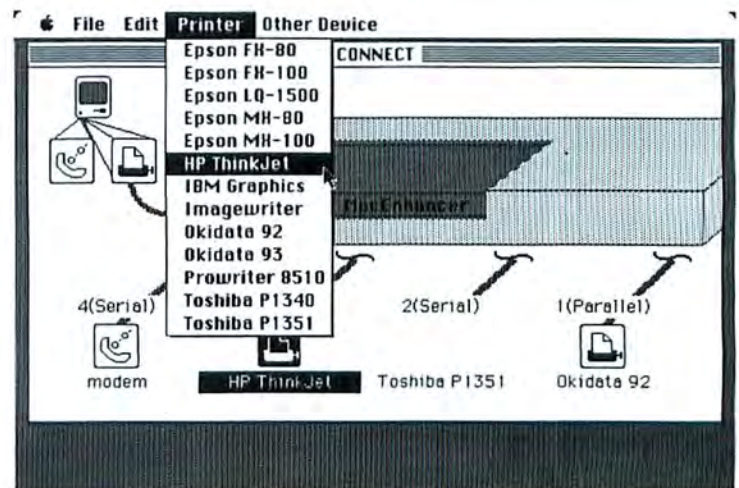 File Edit Printer Other Device
CONNECT
Epson FX-80
Epson FX-100
Epson LQ-1500
Epson MX-80
Epson MX-100
HP ThinkJet
IBM Graphics
Imagewriter
Okidata 92
Okidata 93
Prowriter 8510
Toshiba P1340
Toshiba P1351
MacEnhancer
4(Serial) 2(Serial) 1(Parallel)
modem HP ThinkJet Toshiba P1351 Okidata 92